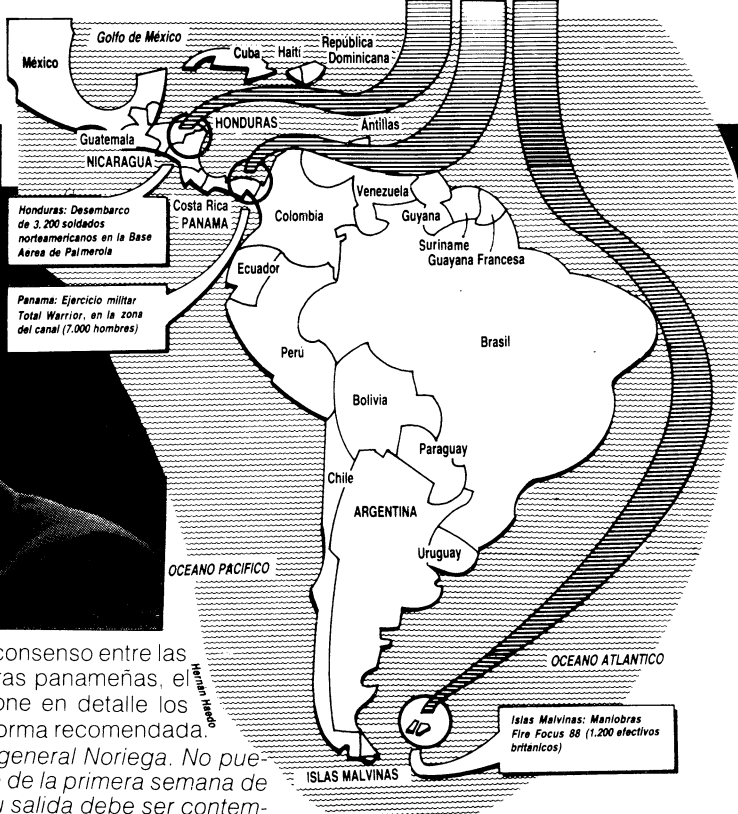 Golfo de México
México
Cuba
Haití
República
Dominicana
Guatemala
HONDURAS
Antillas
NICARAGUA
Costa Rica
PANAMA
Honduras: Desembarco
de 3.200 soldados
norteamericanos en la Base
Aerea de Palmerola
Panama: Ejercicio militar
Total Warrior, en la zona
del canal (7.000 hombres)
Colombia
Venezuela
Guyana
Suriname
Guayana Francesa
Ecuador
Perú
Brasil
Bolivia
Paraguay
Chile
ARGENTINA
Uruguay
OCEANO PACIFICO
OCEANO ATLANTICO
Islas Malvinas: Maniobras
Fire Focus 88 (1.200 efectivos
británicos)
ISLAS MALVINAS
Hernán Haedo
consenso entre las
ras panameñas, el
one en detalle los
orma recomendada.
general Noriega. No pue-
de la primera semana de
u salida debe ser contem-